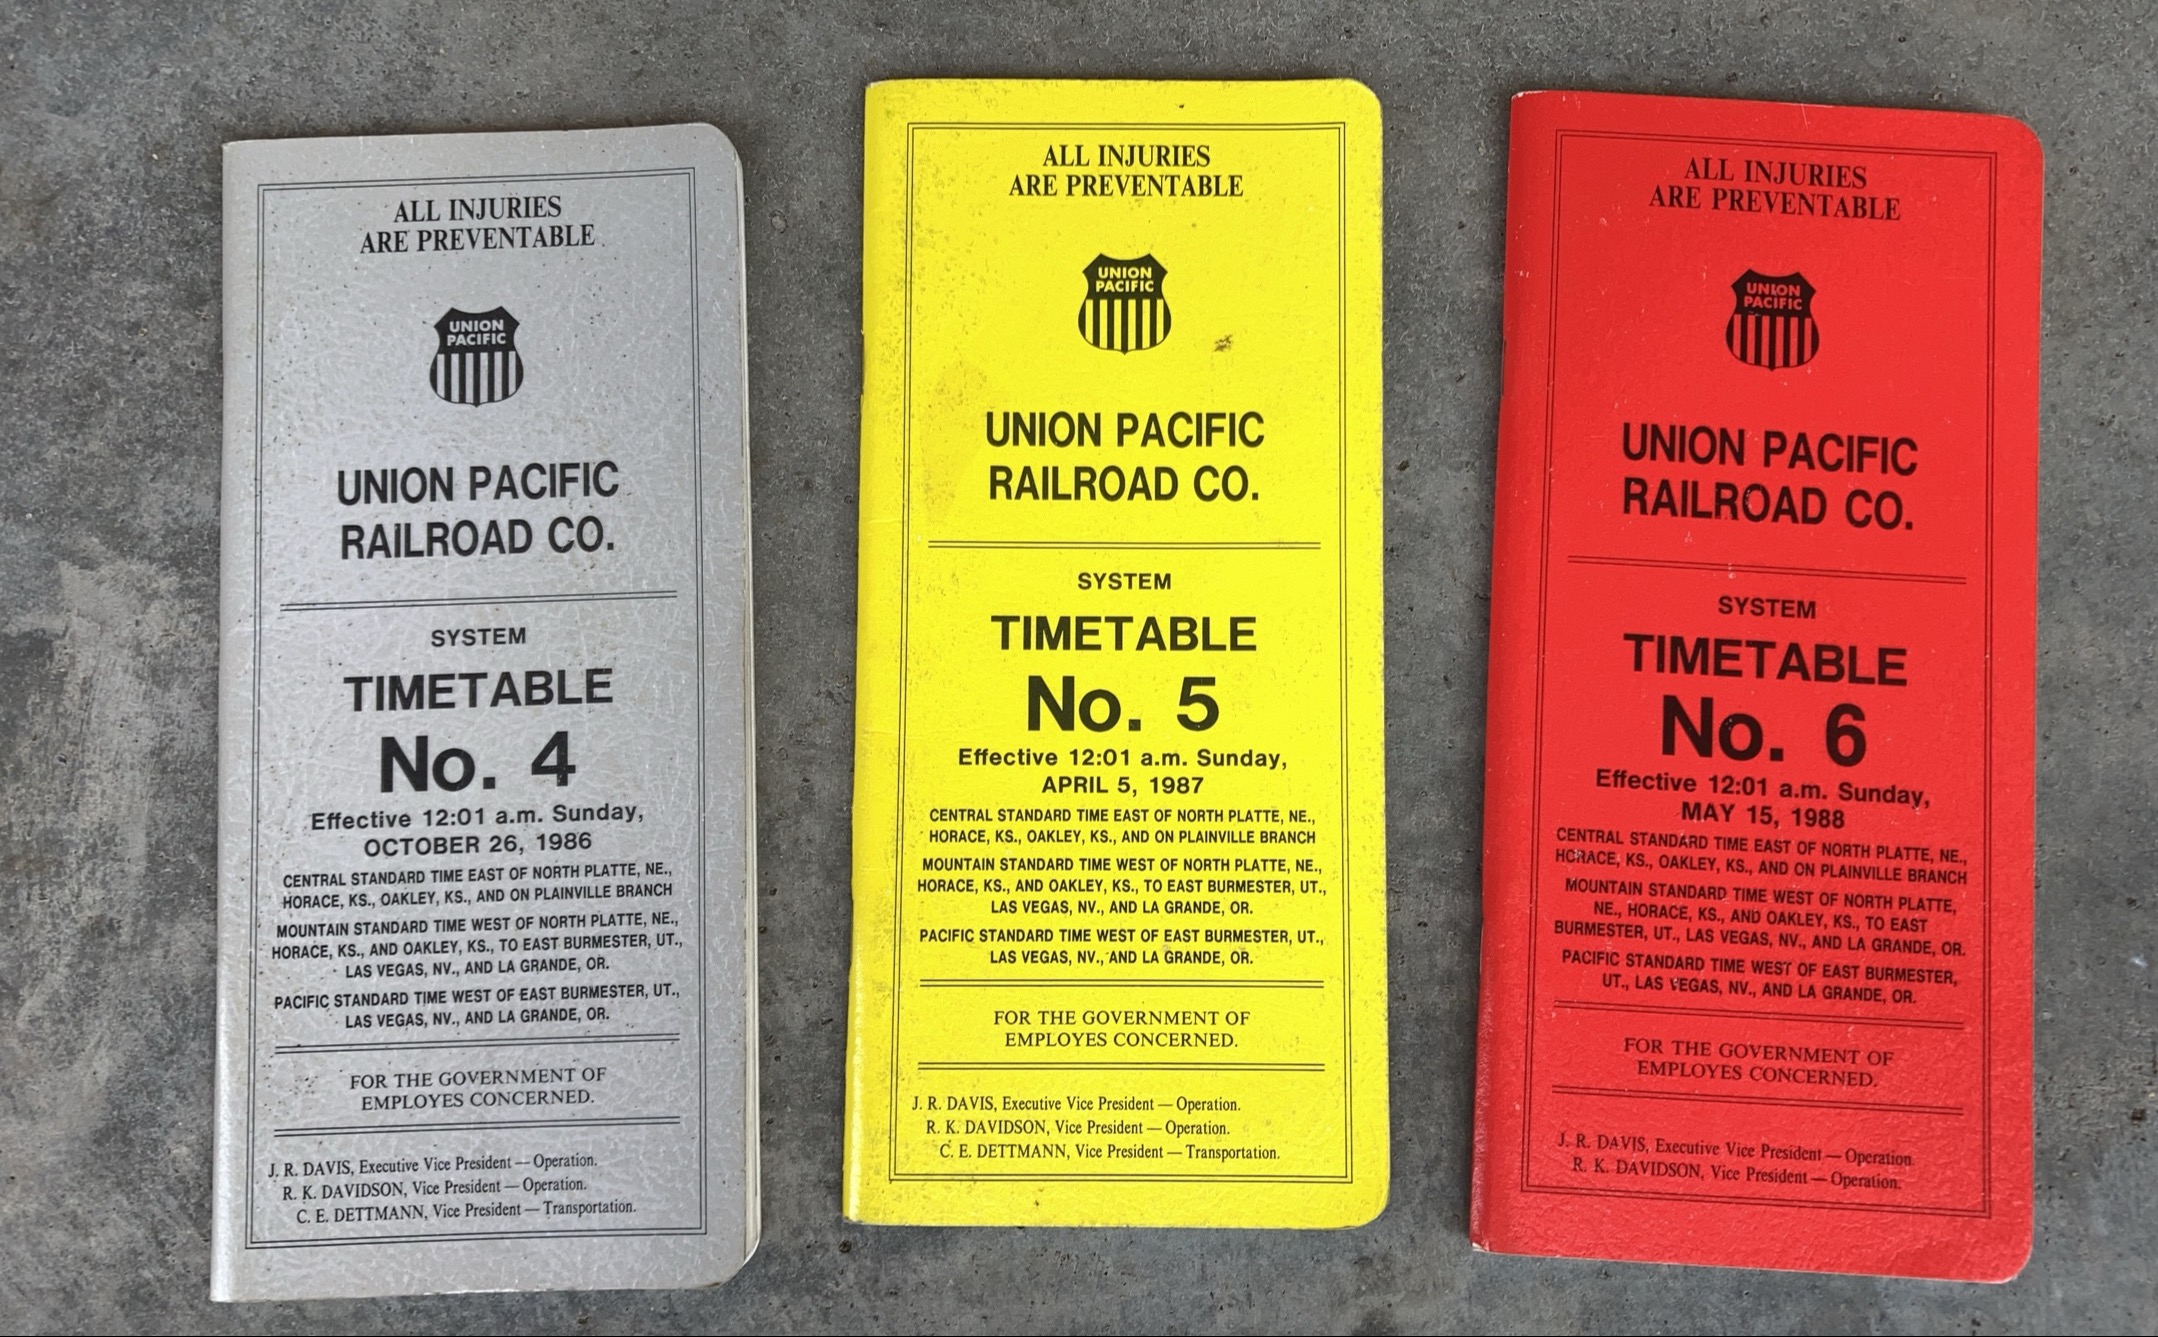 ALL INJURIES
ARE PREVENTABLE
UNION
PACIFIC
UNION PACIFIC
RAILROAD CO.
SYSTEM
TIMETABLE
No. 4
Effective 12:01 a.m. Sunday,
OCTOBER 26, 1986
CENTRAL STANDARD TIME EAST OF NORTH PLATTE, NE.,
HORACE, KS., OAKLEY, KS., AND ON PLAINVILLE BRANCH
MOUNTAIN STANDARD TIME WEST OF NORTH PLATTE, NE.,
HORACE, KS., AND OAKLEY, KS., TO EAST BURMESTER, UT.,
LAS VEGAS, NV., AND LA GRANDE, OR.
PACIFIC STANDARD TIME WEST OF EAST BURMESTER, UT.,
LAS VEGAS, NV., AND LA GRANDE, OR.
FOR THE GOVERNMENT OF
EMPLOYES CONCERNED.
J. R. DAVIS, Executive Vice President — Operation.
R. K. DAVIDSON, Vice President — Operation.
C. E. DETTMANN, Vice President — Transportation.
ALL INJURIES
ARE PREVENTABLE
UNION
PACIFIC
UNION PACIFIC
RAILROAD CO.
SYSTEM
TIMETABLE
No. 5
Effective 12:01 a.m. Sunday,
APRIL 5, 1987
CENTRAL STANDARD TIME EAST OF NORTH PLATTE, NE.,
HORACE, KS., OAKLEY, KS., AND ON PLAINVILLE BRANCH
MOUNTAIN STANDARD TIME WEST OF NORTH PLATTE, NE.,
HORACE, KS., AND OAKLEY, KS., TO EAST BURMESTER, UT.,
LAS VEGAS, NV., AND LA GRANDE, OR.
PACIFIC STANDARD TIME WEST OF EAST BURMESTER, UT.,
LAS VEGAS, NV., AND LA GRANDE, OR.
FOR THE GOVERNMENT OF
EMPLOYES CONCERNED.
J. R. DAVIS, Executive Vice President — Operation.
R. K. DAVIDSON, Vice President — Operation.
C. E. DETTMANN, Vice President — Transportation.
ALL INJURIES
ARE PREVENTABLE
UNION
PACIFIC
UNION PACIFIC
RAILROAD CO.
SYSTEM
TIMETABLE
No. 6
Effective 12:01 a.m. Sunday,
MAY 15, 1988
CENTRAL STANDARD TIME EAST OF NORTH PLATTE, NE.,
HORACE, KS., OAKLEY, KS., AND ON PLAINVILLE BRANCH
MOUNTAIN STANDARD TIME WEST OF NORTH PLATTE,
NE., HORACE, KS., AND OAKLEY, KS., TO EAST
BURMESTER, UT., LAS VEGAS, NV., AND LA GRANDE, OR.
PACIFIC STANDARD TIME WEST OF EAST BURMESTER,
UT., LAS VEGAS, NV., AND LA GRANDE, OR.
FOR THE GOVERNMENT OF
EMPLOYES CONCERNED.
J. R. DAVIS, Executive Vice President — Operation.
R. K. DAVIDSON, Vice President — Operation.